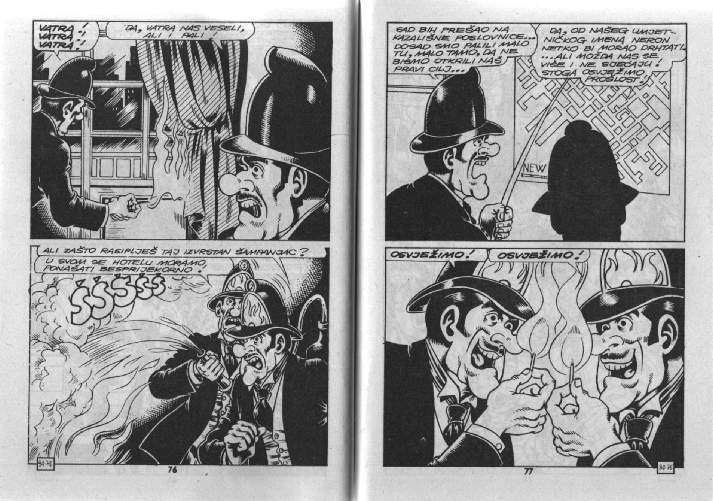 VATRA!
VATRA!
VATRA!
DA, VATRA NAS VESELI,
ALI I PALI!
ALI ZAŠTO RASIPLJEŠ TAJ IZVRSTAN ŠAMPANJAC?
U SVOM SE HOTELU MORAMO
PONAŠATI BESPRIJEKORNO!
SSSSS
76
SAD BIH PREŠAO NA
KAZALIŠNE POSLOVNICE...
DOSAD SMO PALILI MALO
TU, MALO TAMO, DA NE
BISMO OTKRILI NAŠ
PRAVI CILJ...
DA, OD NAŠEG UMJET-
NIČKOG IMENA NERON
NETKO BI MORAO DRHTATI...
...ALI MOŽDA NAS SE
VIŠE I NE SJEĆAJU!
STOGA OSVJEŽIMO
PROŠLOST!
NEW
OSVJEŽIMO!
OSVJEŽIMO!
77